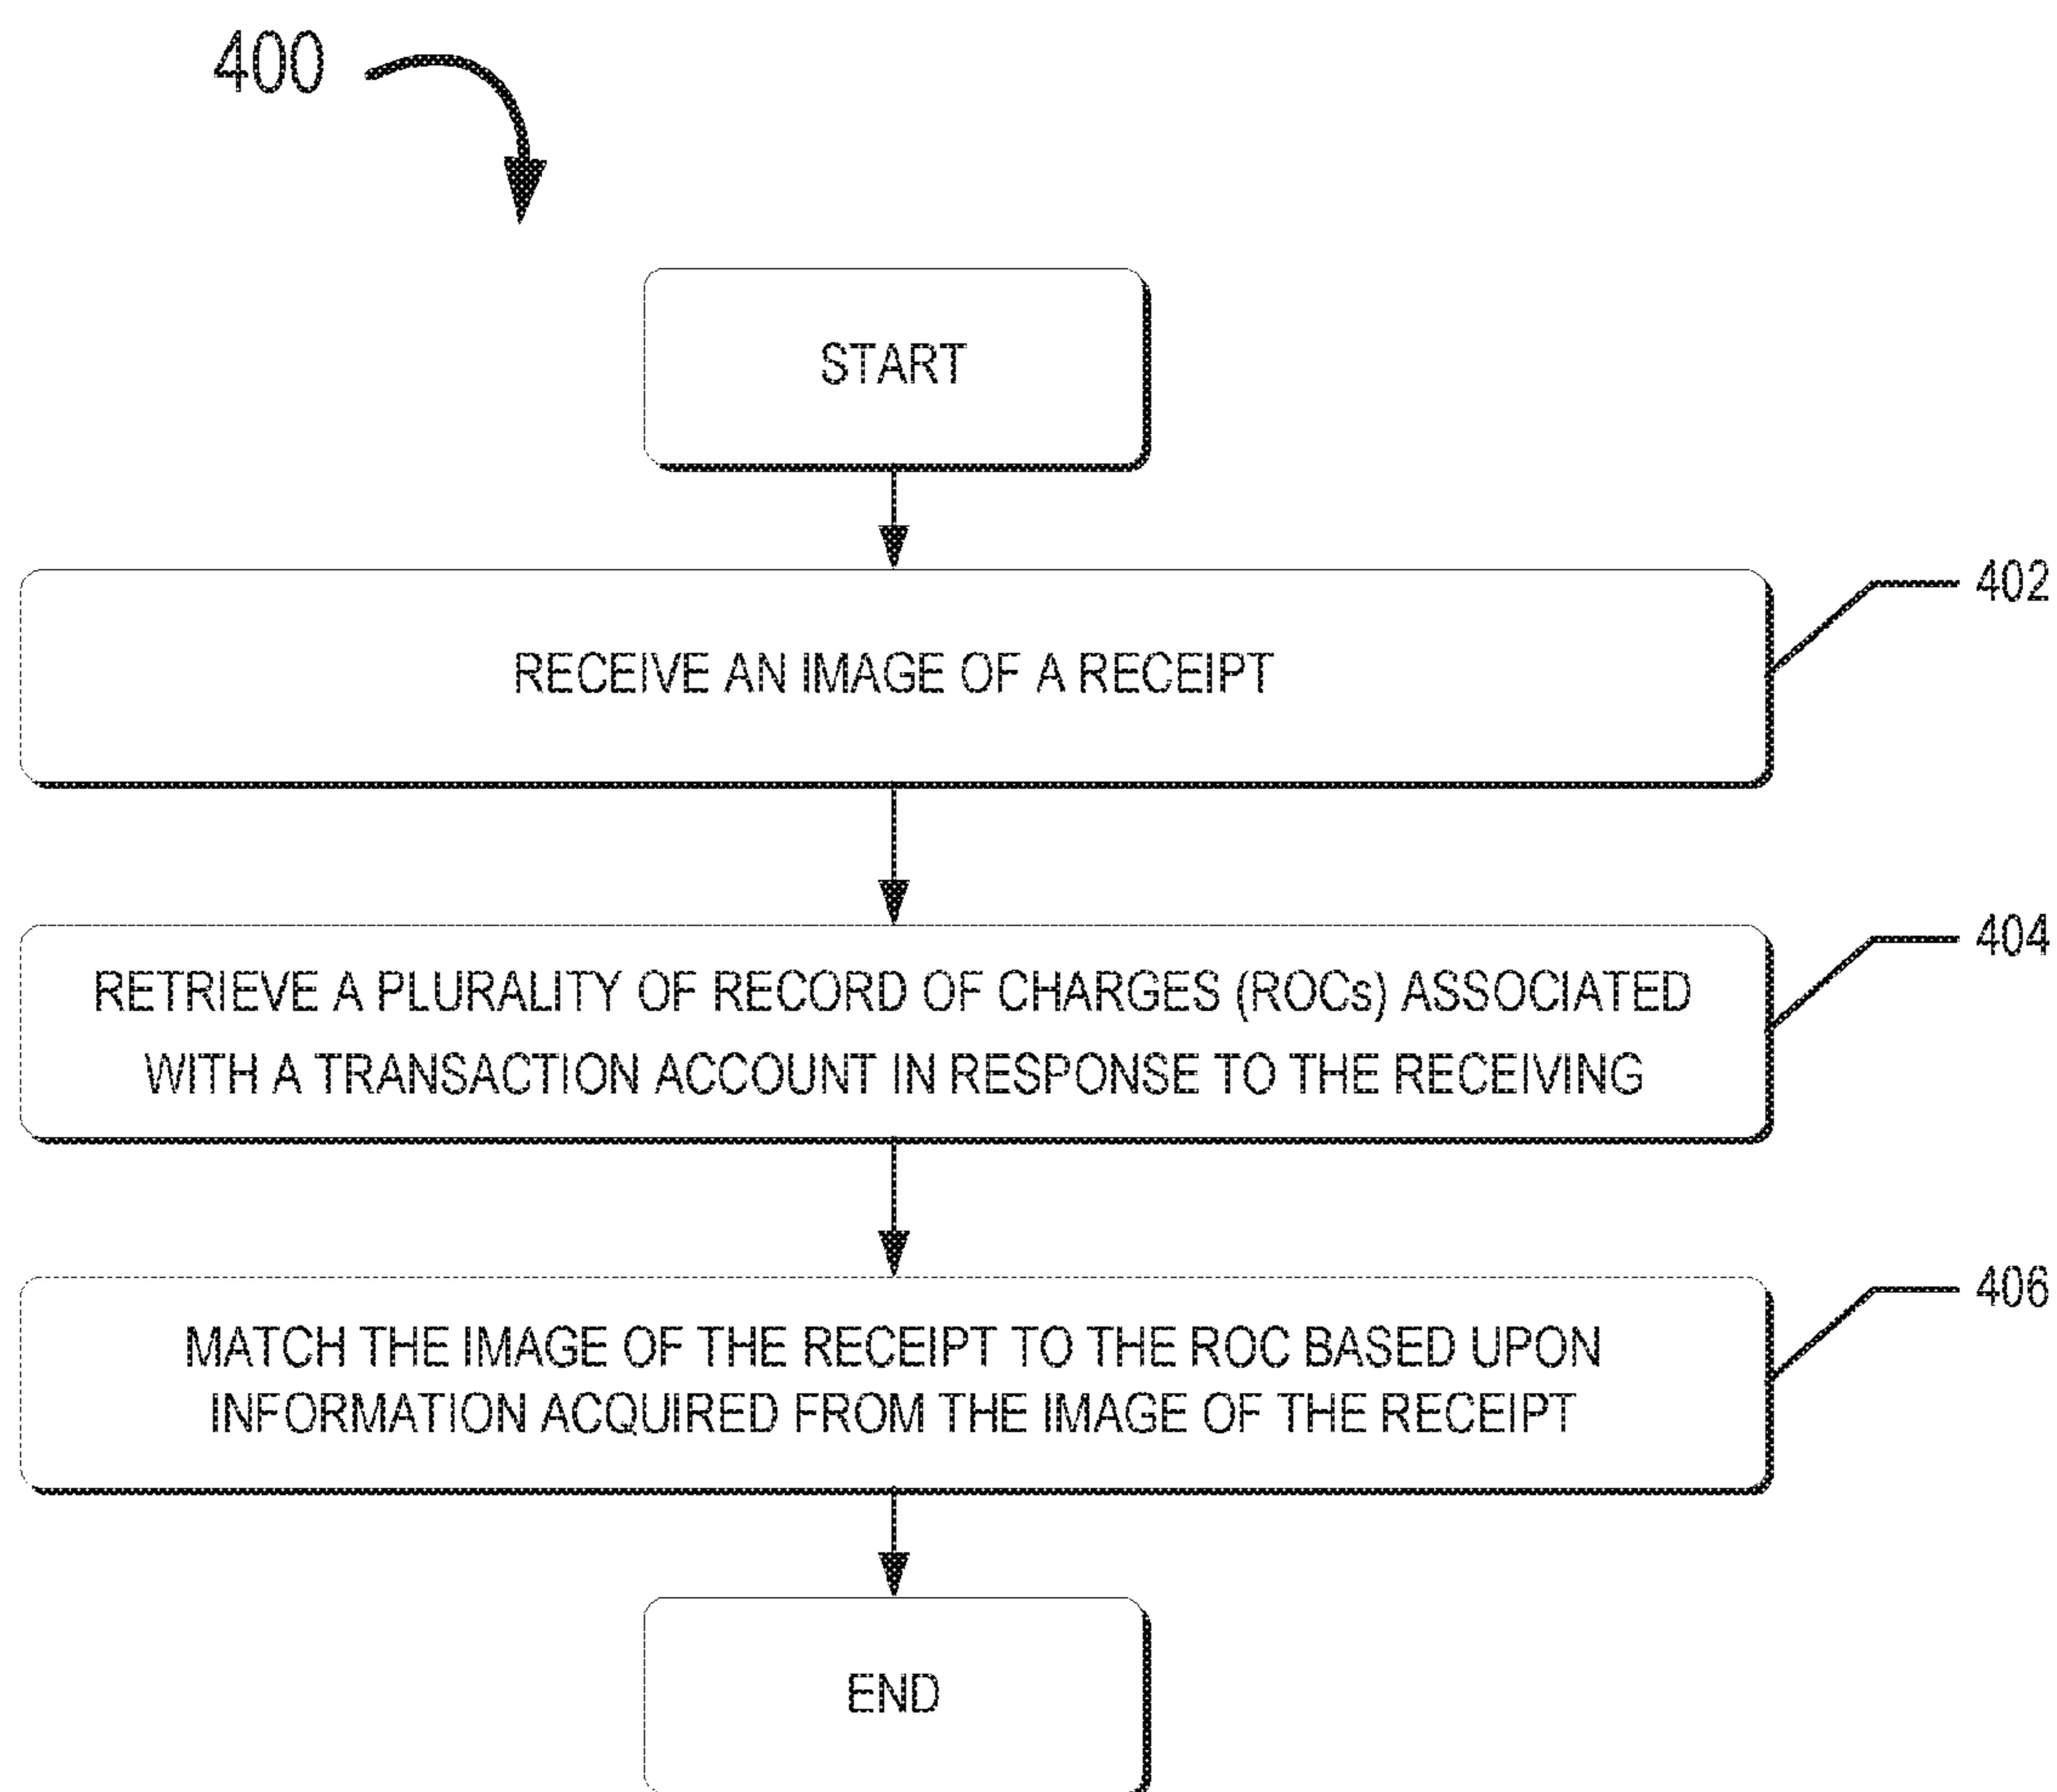 400
START
RECEIVE AN IMAGE OF A RECEIPT
402
RETRIEVE A PLURALITY OF RECORD OF CHARGES (ROCs) ASSOCIATED
WITH A TRANSACTION ACCOUNT IN RESPONSE TO THE RECEIVING
404
MATCH THE IMAGE OF THE RECEIPT TO THE ROC BASED UPON
INFORMATION ACQUIRED FROM THE IMAGE OF THE RECEIPT
406
END